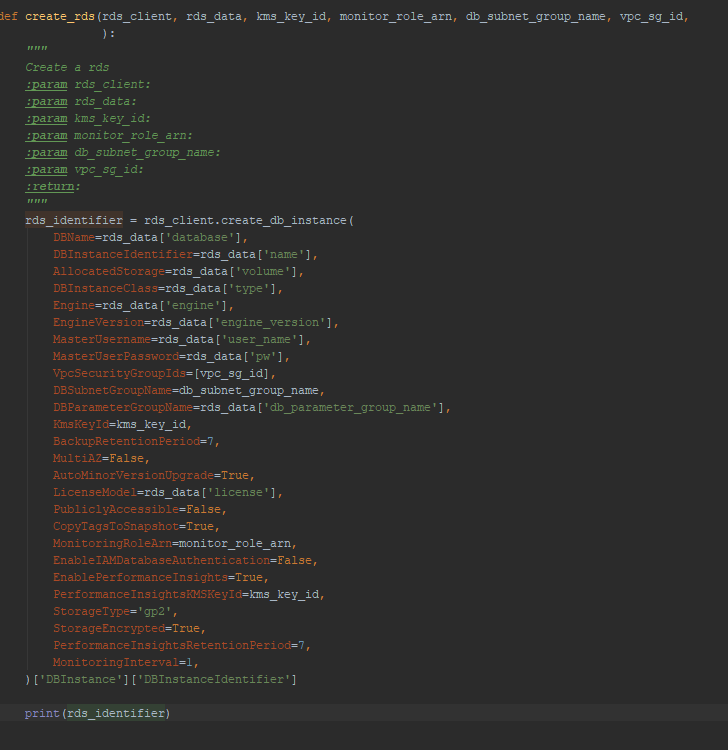 def create_rds(rds_client, rds_data, kms_key_id, monitor_role_arn, db_subnet_group_name, vpc_sg_id,
):
"""
Create a rds
:param rds_client:
:param rds_data:
:param kms_key_id:
:param monitor_role_arn:
:param db_subnet_group_name:
:param vpc_sg_id:
:return:
"""
rds_identifier = rds_client.create_db_instance(
DBName=rds_data['database'],
DBInstanceIdentifier=rds_data['name'],
AllocatedStorage=rds_data['volume'],
DBInstanceClass=rds_data['type'],
Engine=rds_data['engine'],
EngineVersion=rds_data['engine_version'],
MasterUsername=rds_data['user_name'],
MasterUserPassword=rds_data['pw'],
VpcSecurityGroupIds=[vpc_sg_id],
DBSubnetGroupName=db_subnet_group_name,
DBParameterGroupName=rds_data['db_parameter_group_name'],
KmsKeyId=kms_key_id,
BackupRetentionPeriod=7,
MultiAZ=False,
AutoMinorVersionUpgrade=True,
LicenseModel=rds_data['license'],
PubliclyAccessible=False,
CopyTagsToSnapshot=True,
MonitoringRoleArn=monitor_role_arn,
EnableIAMDatabaseAuthentication=False,
EnablePerformanceInsights=True,
PerformanceInsightsKMSKeyId=kms_key_id,
StorageType='gp2',
StorageEncrypted=True,
PerformanceInsightsRetentionPeriod=7,
MonitoringInterval=1,
)['DBInstance']['DBInstanceIdentifier']
print(rds_identifier)